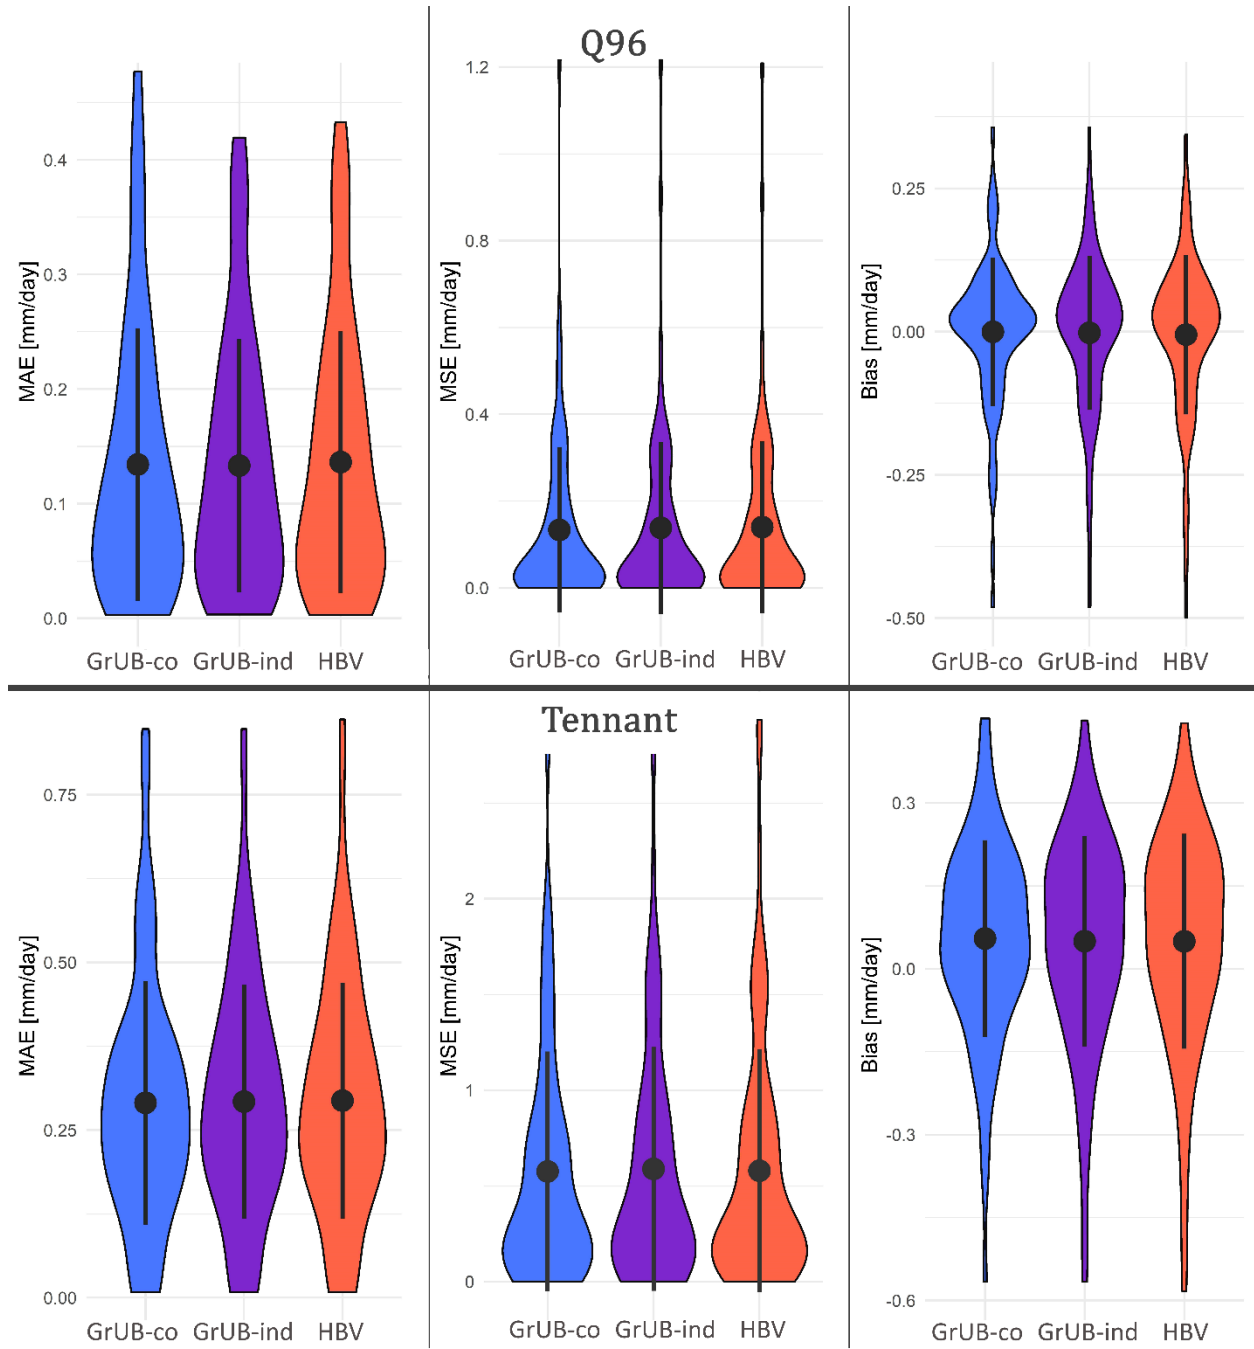 Q96
MAE [mm/day]
0.4
0.3
0.2
0.1
0.0
GrUB-co GrUB-ind HBV
MSE [mm/day]
1.2
0.8
0.4
0.0
GrUB-co GrUB-ind HBV
Bias [mm/day]
0.25
0.00
-0.25
-0.50
GrUB-co GrUB-ind HBV
Tennant
MAE [mm/day]
0.75
0.50
0.25
0.00
GrUB-co GrUB-ind HBV
MSE [mm/day]
2
1
0
GrUB-co GrUB-ind HBV
Bias [mm/day]
0.3
0.0
-0.3
-0.6
GrUB-co GrUB-ind HBV